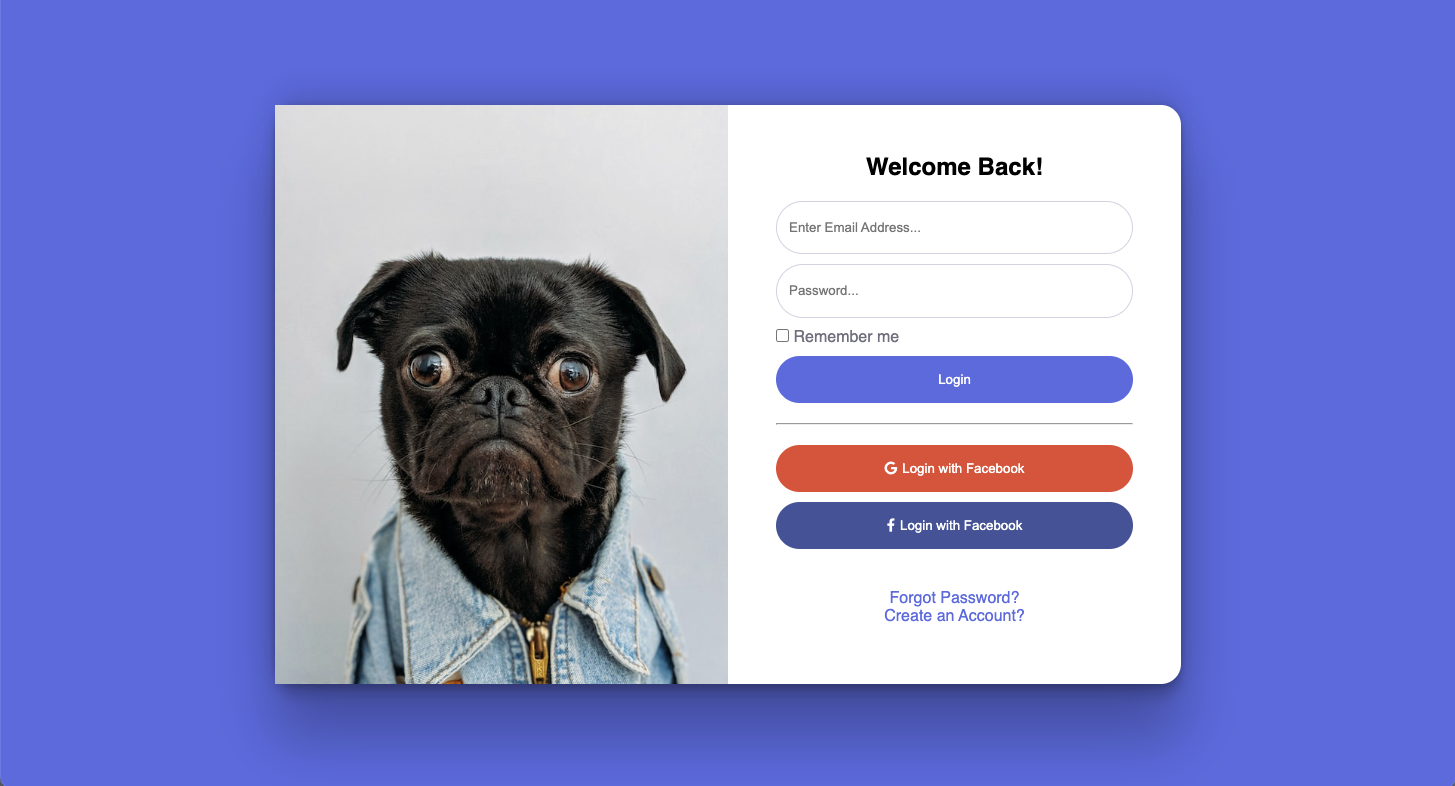 Welcome Back!
Enter Email Address...
Password...
Remember me
Login
Login with Facebook
Login with Facebook
Forgot Password?
Create an Account?